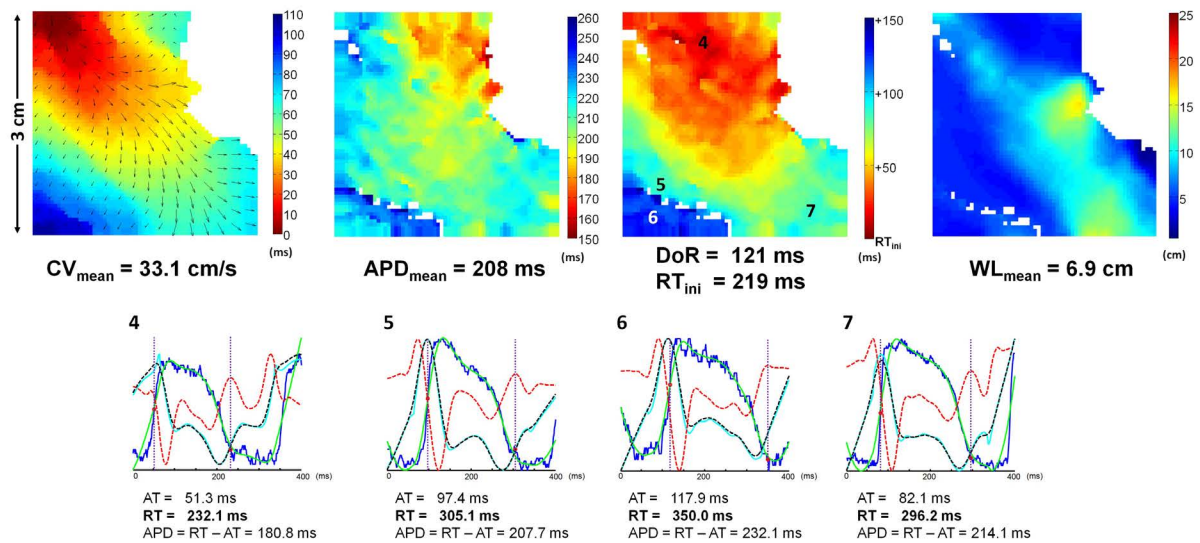 3 cm
110
100
90
80
70
60
50
40
30
20
10
0
(ms)
CVmean = 33.1 cm/s
260
250
240
230
220
210
200
190
180
170
160
150
(ms)
APDmean = 208 ms
4
5
6
7
+150
+100
+50
RTini
(ms)
DoR = 121 ms
RTini = 219 ms
25
20
15
10
5
(cm)
WLmean = 6.9 cm
4
0 200 400 (ms)
AT = 51.3 ms
RT = 232.1 ms
APD = RT – AT = 180.8 ms
5
0 200 400 (ms)
AT = 97.4 ms
RT = 305.1 ms
APD = RT – AT = 207.7 ms
6
0 200 400 (ms)
AT = 117.9 ms
RT = 350.0 ms
APD = RT – AT = 232.1 ms
7
0 200 400 (ms)
AT = 82.1 ms
RT = 296.2 ms
APD = RT – AT = 214.1 ms